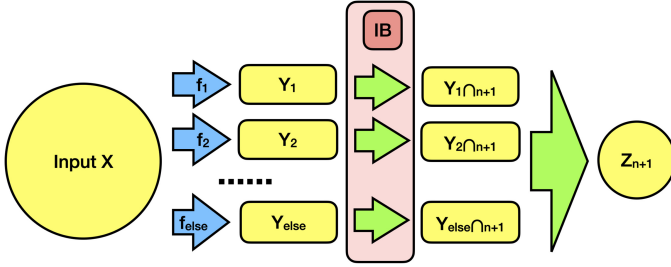 IB
Input X
f₁
Y₁
Y₁∩ₙ₊₁
f₂
Y₂
Y₂∩ₙ₊₁
Zₙ₊₁
......
fₑₗₛₑ
Yₑₗₛₑ
Yₑₗₛₑ∩ₙ₊₁